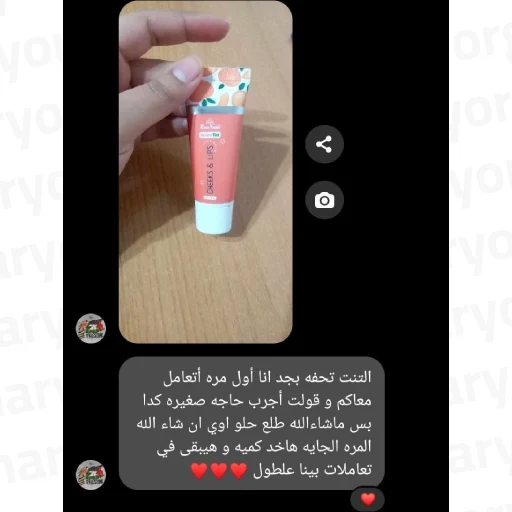 CHEEKS & LIPS
التنت تحفه بجد انا أول مره أتعامل
معاكم و قولت أجرب حاجه صغيره كدا
بس ماشاءالله طلع حلو اوي ان شاء الله
المره الجايه هاخد كميه و هيبقى في
تعاملات بينا علطول ❤️❤️❤️